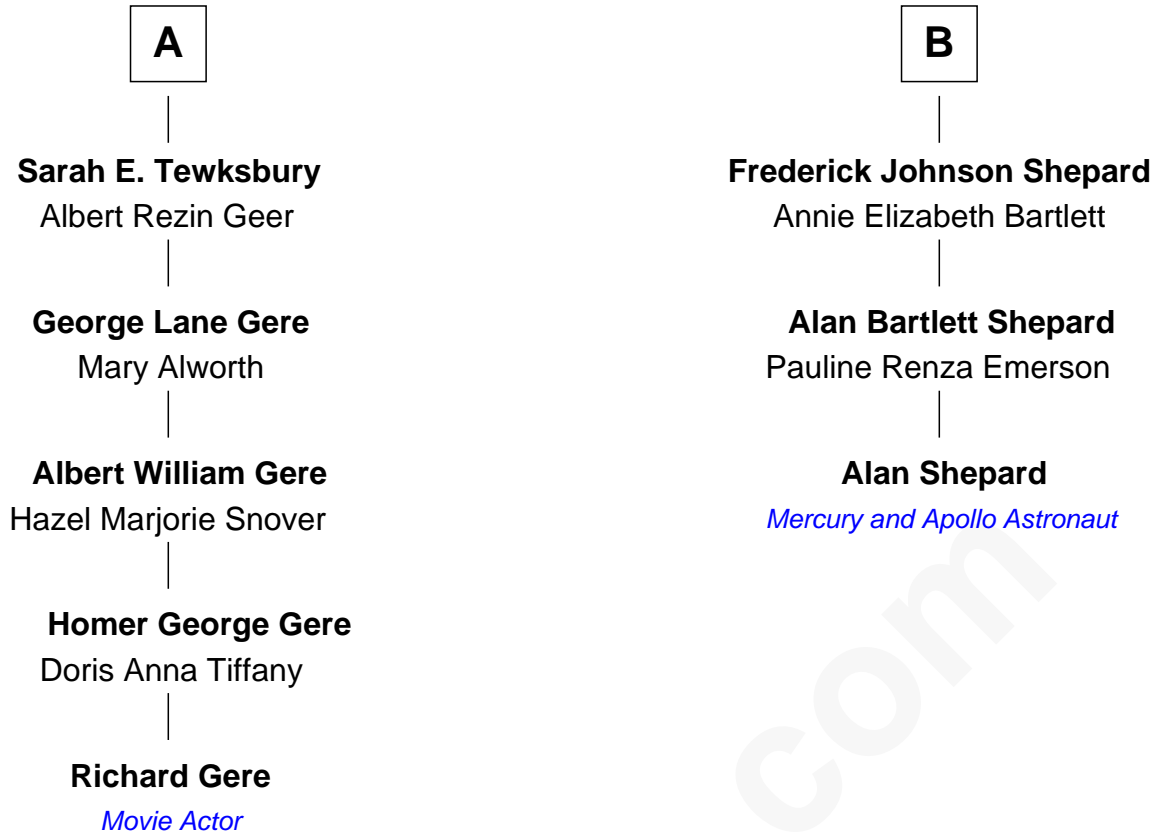 A
Sarah E. Tewksbury
Albert Rezin Geer
George Lane Gere
Mary Alworth
Albert William Gere
Hazel Marjorie Snover
Homer George Gere
Doris Anna Tiffany
Richard Gere
Movie Actor
B
Frederick Johnson Shepard
Annie Elizabeth Bartlett
Alan Bartlett Shepard
Pauline Renza Emerson
Alan Shepard
Mercury and Apollo Astronaut
com